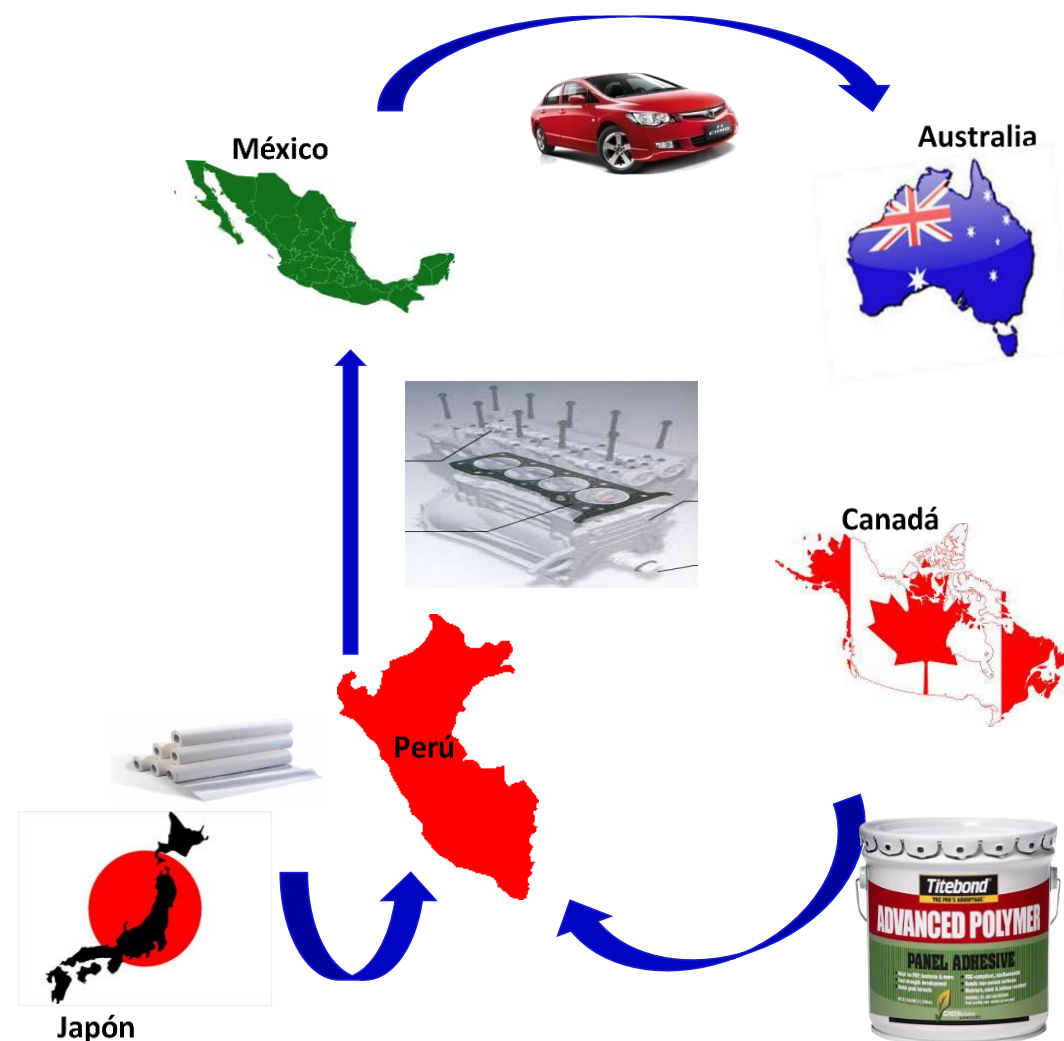 México
Australia
Canadá
Perú
Japón
Titebond
THE PRO'S ADVANTAGE
ADVANCED POLYMER
PANEL ADHESIVE